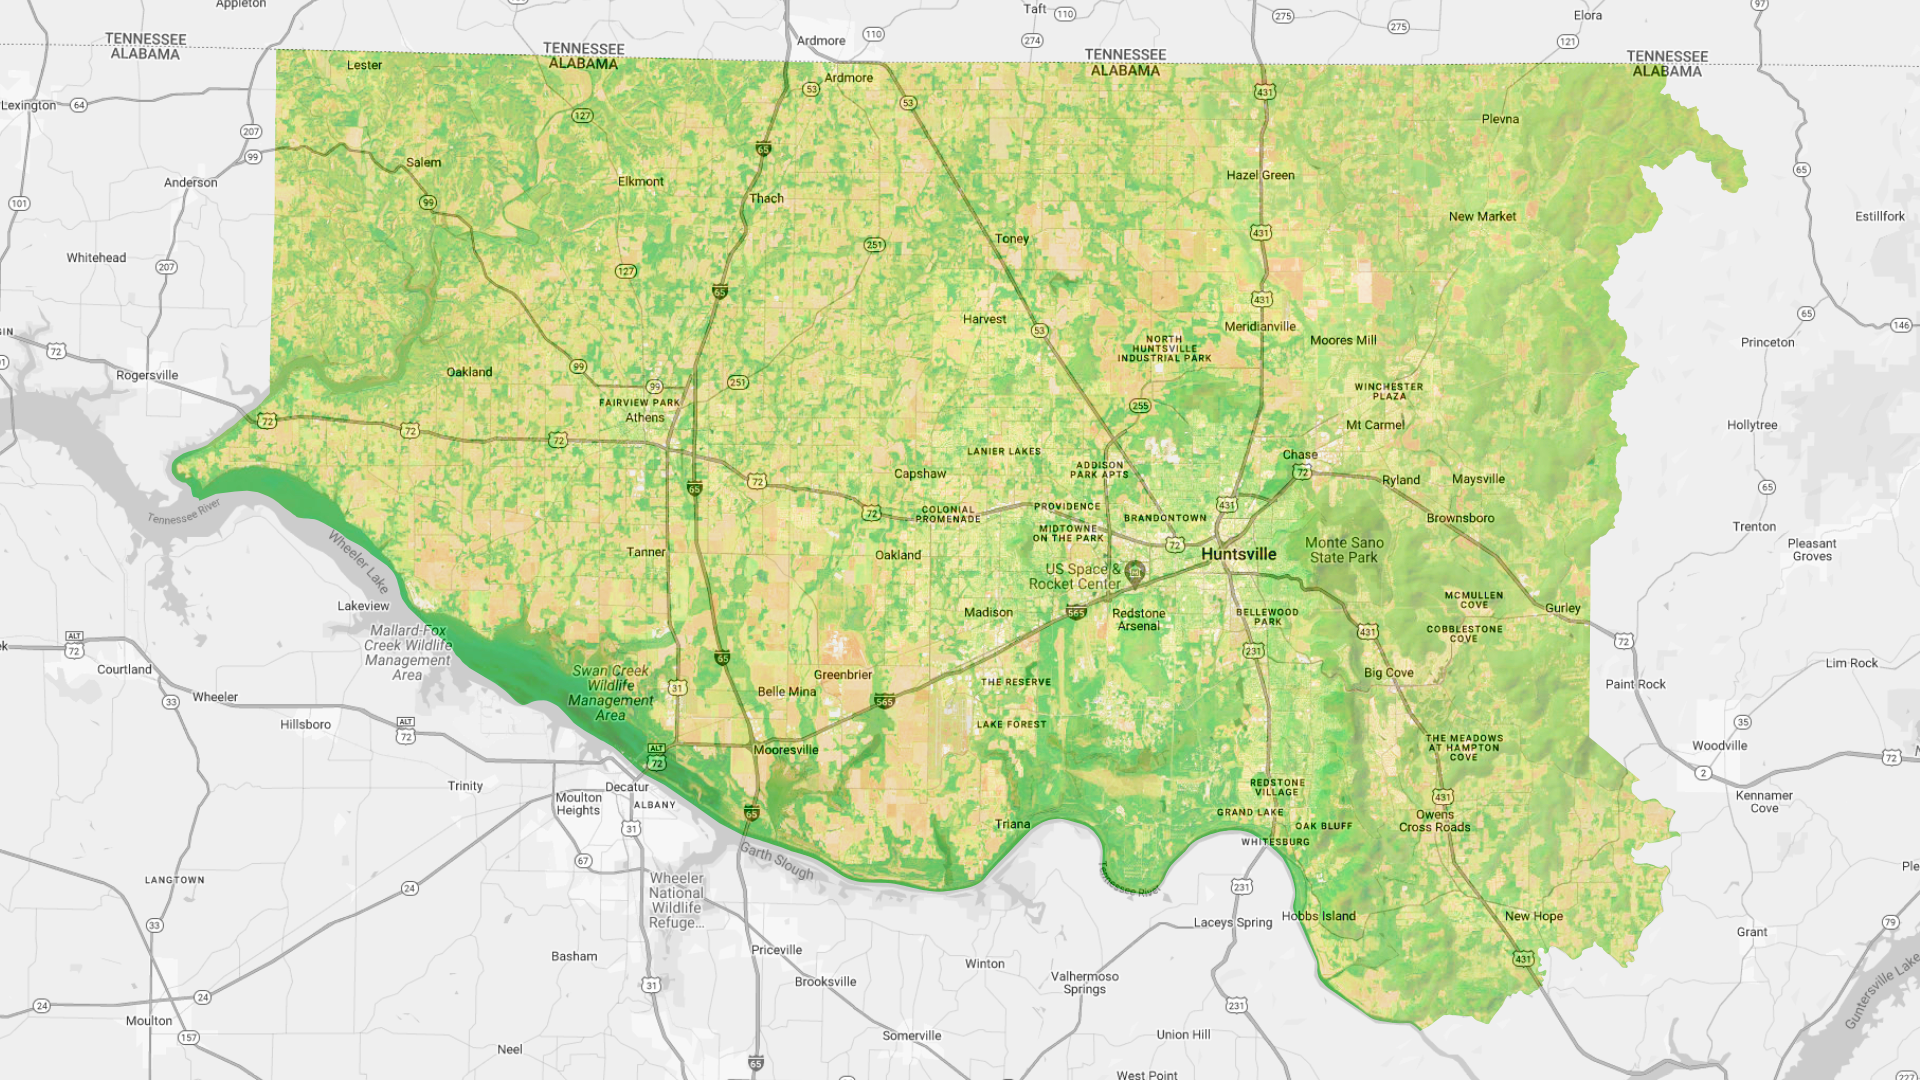 Appleton
Taft
110
275
275
Elora
97
TENNESSEE
ALABAMA
TENNESSEE
ALABAMA
Ardmore
110
274
TENNESSEE
ALABAMA
121
TENNESSEE
ALABAMA
Lester
Ardmore
53
53
431
Lexington
64
127
Plevna
207
99
65
Salem
Anderson
Elkmont
Thach
Hazel Green
65
101
99
New Market
Estillfork
Whitehead
207
127
251
Toney
431
65
431
Harvest
53
Meridianville
Moores Mill
65
146
Princeton
72
NORTH
HUNTSVILLE
INDUSTRIAL PARK
Rogersville
Oakland
99
99
251
WINCHESTER
PLAZA
FAIRVIEW PARK
Athens
255
72
72
72
Mt Carmel
Hollytree
LANIER LAKES
Chase
Capshaw
ADDISON
PARK APTS
72
Ryland
Maysville
72
65
65
Tennessee River
72
COLONIAL
PROMENADE
PROVIDENCE
431
BRANDONTOWN
Brownsboro
Trenton
MIDTOWNE
ON THE PARK
72
Huntsville
Monte Sano
State Park
Pleasant
Groves
Wheeler Lake
Tanner
Oakland
US Space &
Rocket Center
Lakeview
Madison
565
Redstone
Arsenal
BELLEWOOD
PARK
MCMULLEN
COVE
Gurley
Mallard-Fox
Creek Wildlife
Management
Area
ALT
72
431
COBBLESTONE
COVE
72
231
Courtland
65
Lim Rock
Swan Creek
Wildlife
Management
Area
Greenbrier
THE RESERVE
Big Cove
Paint Rock
33
Wheeler
31
Belle Mina
565
Hillsboro
ALT
72
LAKE FOREST
35
ALT
72
Mooresville
THE MEADOWS
AT HAMPTON
COVE
Woodville
72
2
Trinity
Decatur
Moulton
Heights
ALBANY
REDSTONE
VILLAGE
431
Kennamer
Cove
65
31
GRAND LAKE
Triana
OAK BLUFF
Owens
Cross Roads
WHITESBURG
67
Garth Slough
LANGTOWN
24
Wheeler
National
Wildlife
Refuge...
Tennessee River
231
33
Laceys Spring
Hobbs Island
New Hope
79
Grant
Basham
Priceville
Winton
431
Brooksville
Valhermoso
Springs
31
24
24
231
Guntersville Lake
Moulton
157
Somerville
Union Hill
Neel
65
West Point
227